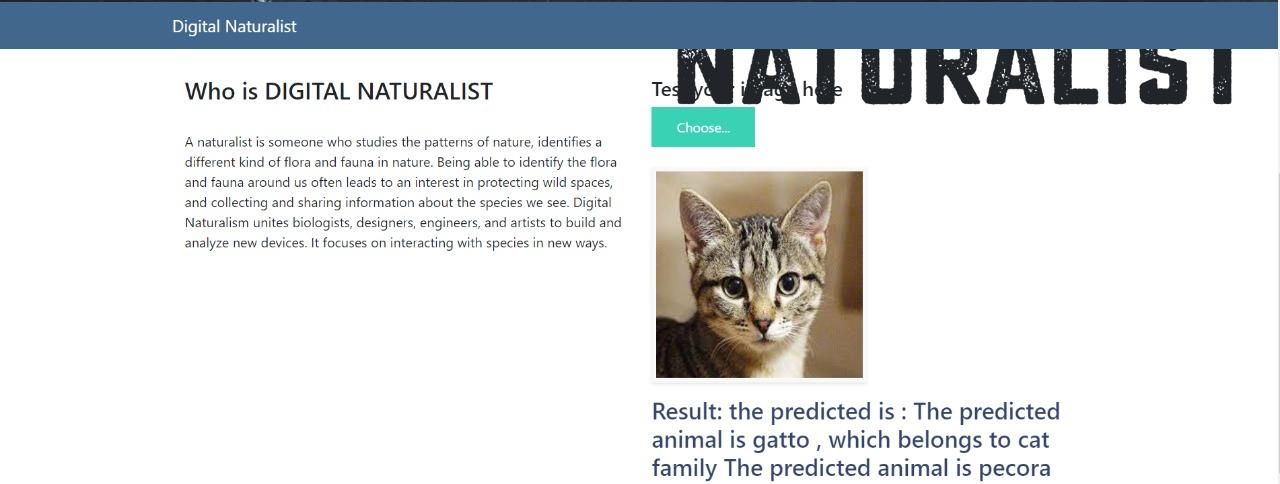 Digital Naturalist
NATURALIST
Who is DIGITAL NATURALIST
A naturalist is someone who studies the patterns of nature, identifies a
different kind of flora and fauna in nature. Being able to identify the flora
and fauna around us often leads to an interest in protecting wild spaces,
and collecting and sharing information about the species we see. Digital
Naturalism unites biologists, designers, engineers, and artists to build and
analyze new devices. It focuses on interacting with species in new ways.
Test your image here
Choose...
Result: the predicted is : The predicted
animal is gatto , which belongs to cat
family The predicted animal is pecora